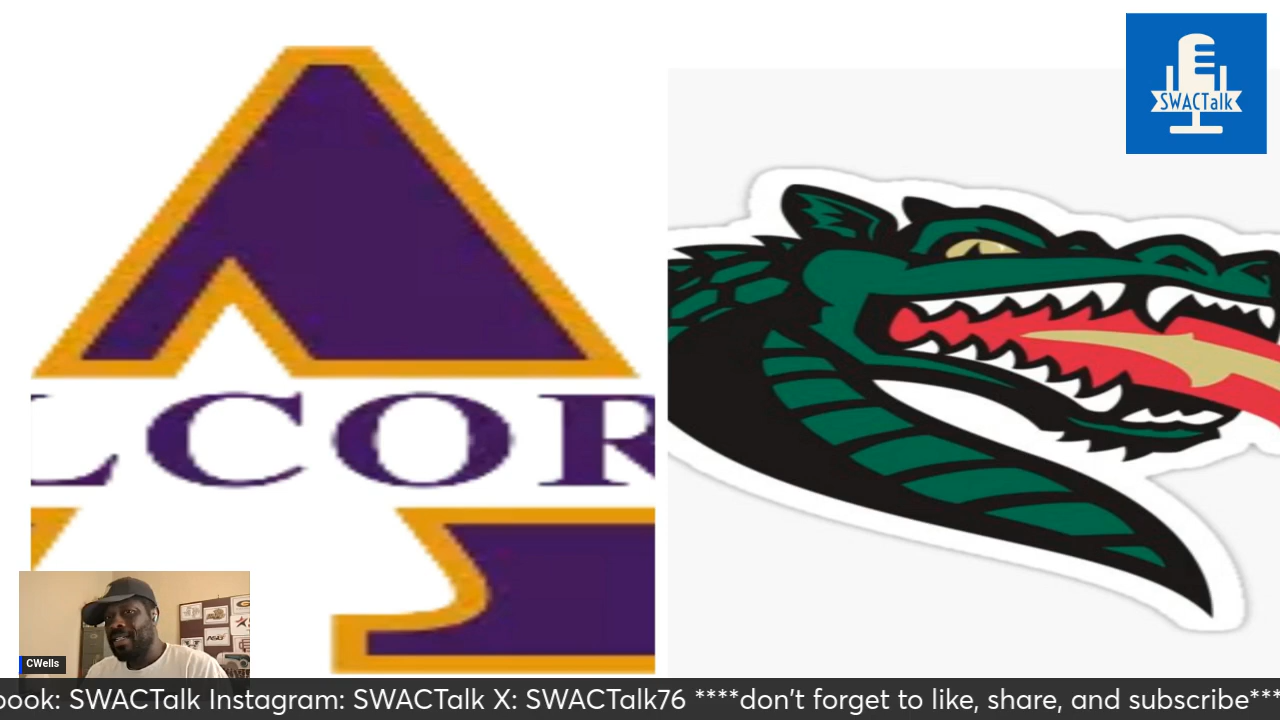 SWACTalk
LCOR
CWells
book: SWACTalk Instagram: SWACTalk X: SWACTalk76 ****don't forget to like, share, and subscribe***